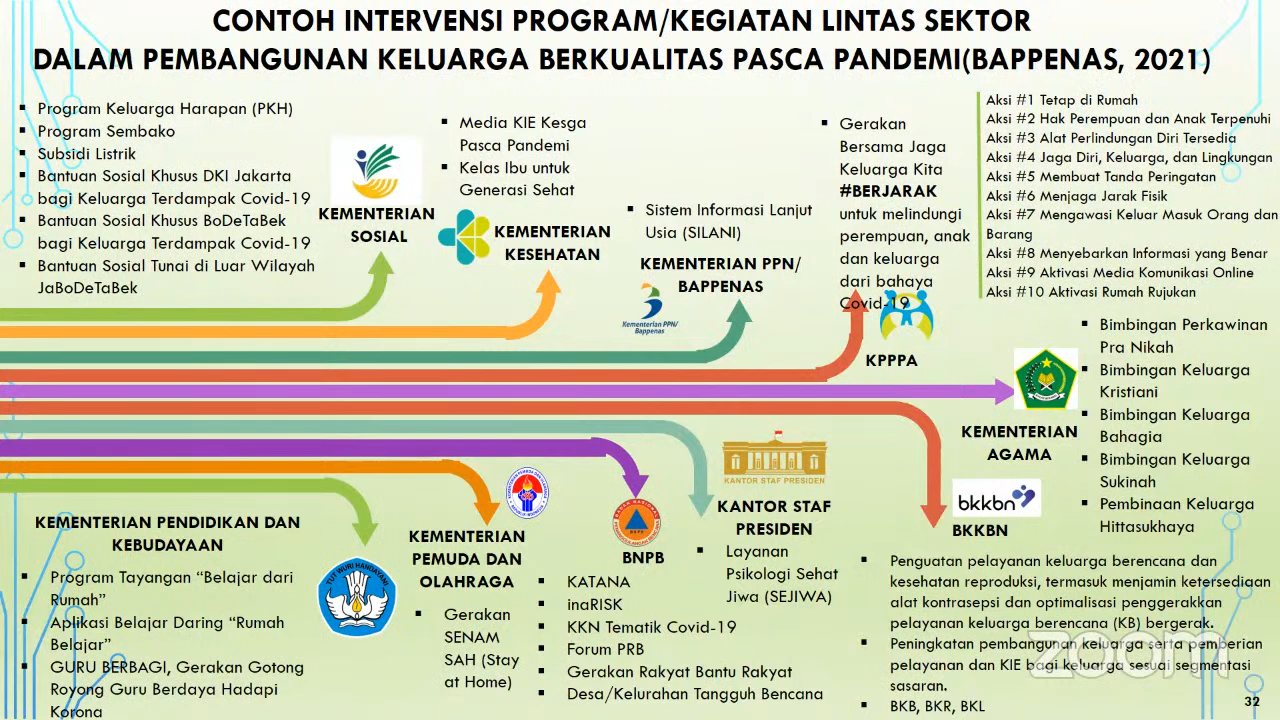 CONTOH INTERVENSI PROGRAM/KEGIATAN LINTAS SEKTOR
DALAM PEMBANGUNAN KELUARGA BERKUALITAS PASCA PANDEMI(BAPPENAS, 2021)
▪ Program Keluarga Harapan (PKH)
▪ Program Sembako
▪ Subsidi Listrik
▪ Bantuan Sosial Khusus DKI Jakarta
bagi Keluarga Terdampak Covid-19
▪ Bantuan Sosial Khusus BoDeTaBek
bagi Keluarga Terdampak Covid-19
▪ Bantuan Sosial Tunai di Luar Wilayah
JaBoDeTaBek
KEMENTERIAN
SOSIAL
▪ Media KIE Kesga
Pasca Pandemi
▪ Kelas Ibu untuk
Generasi Sehat
KEMENTERIAN
KESEHATAN
▪ Sistem Informasi Lanjut
Usia (SILANI)
KEMENTERIAN PPN/
BAPPENAS
Kementerian PPN/
Bappenas
▪ Gerakan
Bersama Jaga
Keluarga Kita
#BERJARAK
untuk melindungi
perempuan, anak
dan keluarga
dari bahaya
Covid-19
KPPPA
Aksi #1 Tetap di Rumah
Aksi #2 Hak Perempuan dan Anak Terpenuhi
Aksi #3 Alat Perlindungan Diri Tersedia
Aksi #4 Jaga Diri, Keluarga, dan Lingkungan
Aksi #5 Membuat Tanda Peringatan
Aksi #6 Menjaga Jarak Fisik
Aksi #7 Mengawasi Keluar Masuk Orang dan
Barang
Aksi #8 Menyebarkan Informasi yang Benar
Aksi #9 Aktivasi Media Komunikasi Online
Aksi #10 Aktivasi Rumah Rujukan
KEMENTERIAN
AGAMA
▪ Bimbingan Perkawinan
Pra Nikah
▪ Bimbingan Keluarga
Kristiani
▪ Bimbingan Keluarga
Bahagia
▪ Bimbingan Keluarga
Sukinah
▪ Pembinaan Keluarga
Hittasukhaya
KEMENTERIAN PENDIDIKAN DAN
KEBUDAYAAN
▪ Program Tayangan “Belajar dari
Rumah”
▪ Aplikasi Belajar Daring “Rumah
Belajar”
▪ GURU BERBAGI, Gerakan Gotong
Royong Guru Berdaya Hadapi
Korona
TUT WURI HANDAYANI
KEMENTERIAN
PEMUDA DAN
OLAHRAGA
▪ Gerakan
SENAM
SAH (Stay
at Home)
BNPB
▪ KATANA
▪ inaRISK
▪ KKN Tematik Covid-19
▪ Forum PRB
▪ Gerakan Rakyat Bantu Rakyat
▪ Desa/Kelurahan Tangguh Bencana
KANTOR STAF PRESIDEN
KANTOR STAF
PRESIDEN
▪ Layanan
Psikologi Sehat
Jiwa (SEJIWA)
bkkbn
BKKBN
▪ Penguatan pelayanan keluarga berencana dan
kesehatan reproduksi, termasuk menjamin ketersediaan
alat kontrasepsi dan optimalisasi penggerakkan
pelayanan keluarga berencana (KB) bergerak.
▪ Peningkatan pembangunan keluarga serta pemberian
pelayanan dan KIE bagi keluarga sesuai segmentasi
sasaran.
▪ BKB, BKR, BKL
zoom
32